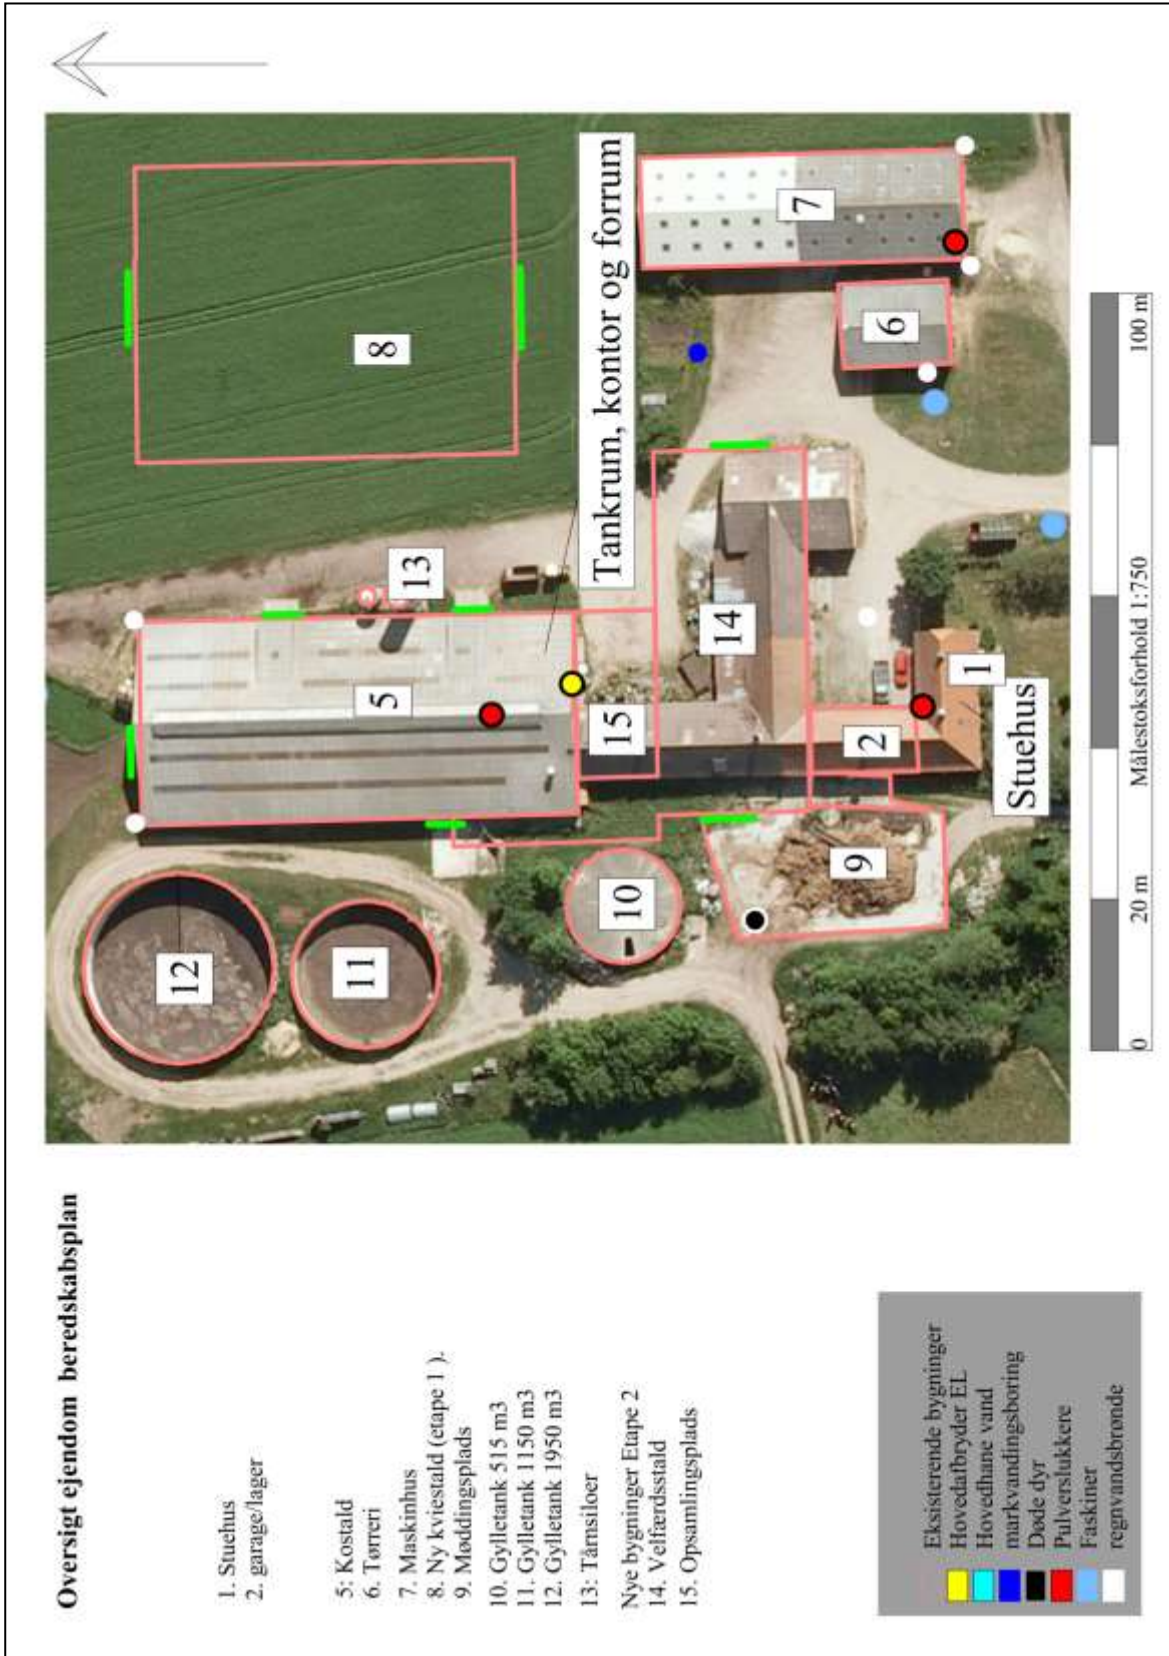 Oversigt ejendom beredskabsplan
1. Stuehus
2. garage/lager
5: Kostald
6. Tørreri
7. Maskinhus
8. Ny kviestald (etape 1 ).
9. Møddingsplads
10. Gylletank 515 m3
11. Gylletank 1150 m3
12. Gylletank 1950 m3
13: Tårnsiloer
Nye bygninger Etape 2
14. Velfærdsstald
15. Opsamlingsplads
Eksisterende bygninger
Hovedafbryder EL
Hovedhane vand
markvandingsboring
Døde dyr
Pulverslukkere
Faskiner
regnvandsbrønde
12
11
10
9
5
13
8
15
14
2
1
Stuehus
Tankrum, kontor og forrum
7
6
0
20 m
Målestoksforhold 1:750
100 m